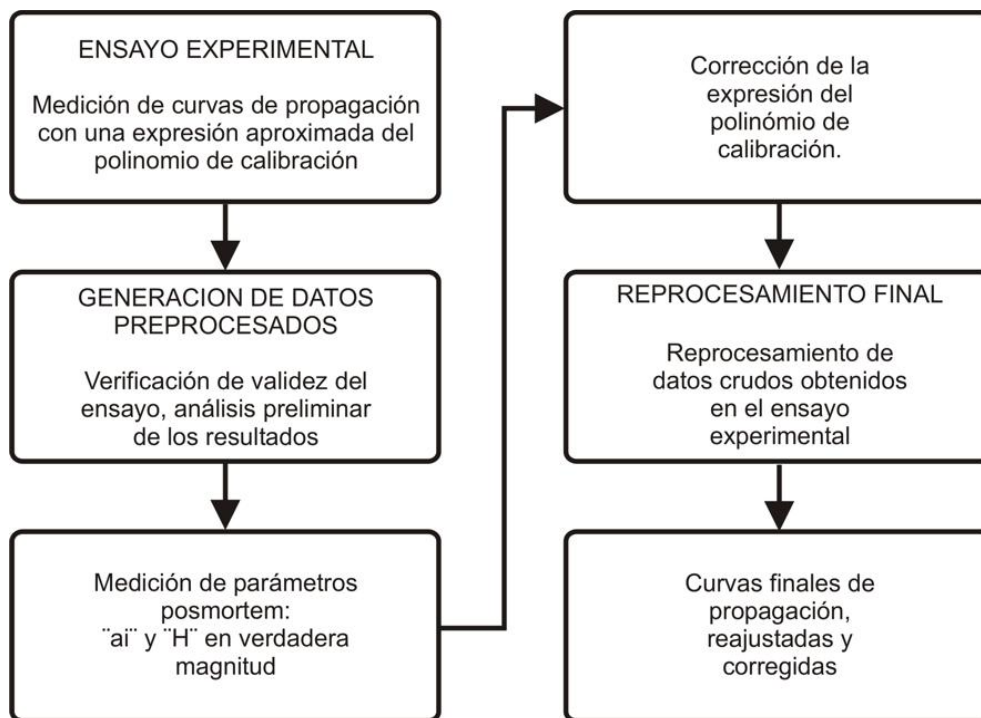 ENSAYO EXPERIMENTAL
Medición de curvas de propagación
con una expresión aproximada del
polinomio de calibración
GENERACION DE DATOS
PREPROCESADOS
Verificación de validez del
ensayo, análisis preliminar
de los resultados
Medición de parámetros
posmortem:
¨ai¨ y ¨H¨ en verdadera
magnitud
Corrección de la
expresión del
polinómio de
calibración.
REPROCESAMIENTO FINAL
Reprocesamiento de
datos crudos obtenidos
en el ensayo
experimental
Curvas finales de
propagación,
reajustadas y
corregidas